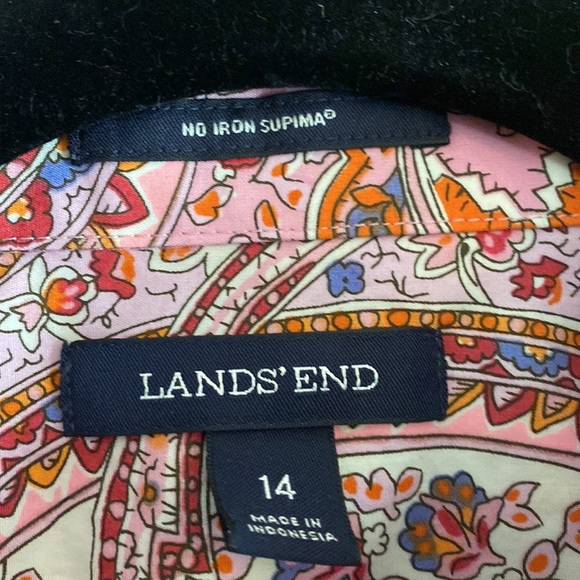 NO IRON SUPIMA®
LANDS' END
14
MADE IN
INDONESIA